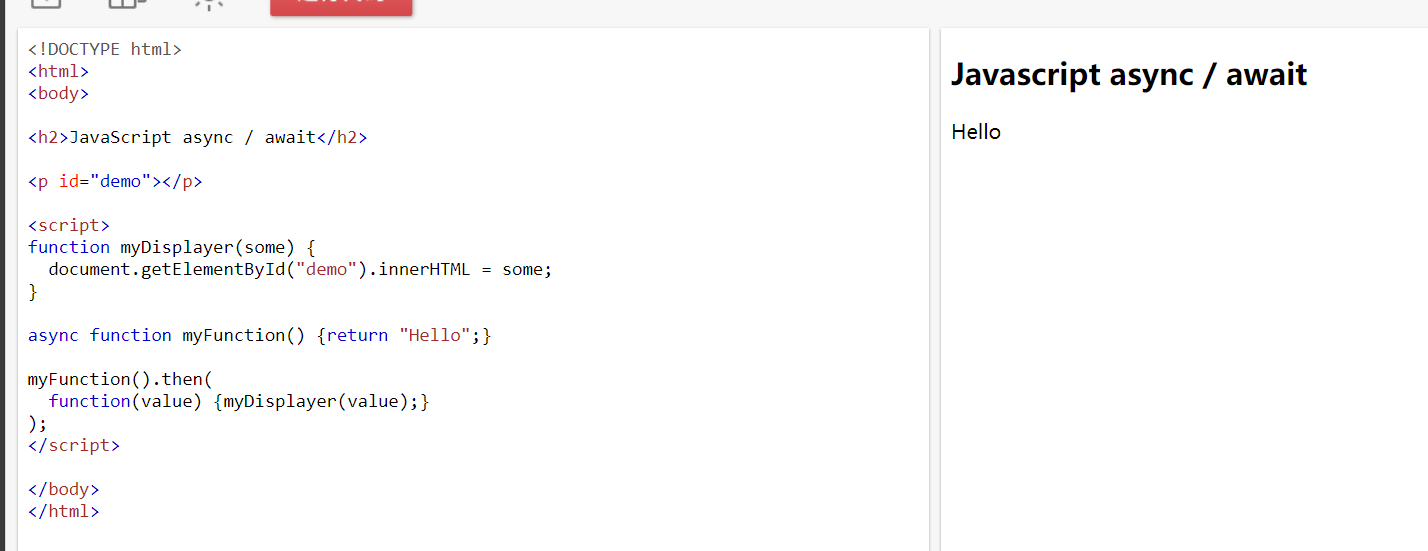 <!DOCTYPE html>
<html>
<body>
<h2>JavaScript async / await</h2>
<p id="demo"></p>
<script>
function myDisplayer(some) {
  document.getElementById("demo").innerHTML = some;
}
async function myFunction() {return "Hello";}
myFunction().then(
  function(value) {myDisplayer(value);}
);
</script>
</body>
</html>
Javascript async / await
Hello